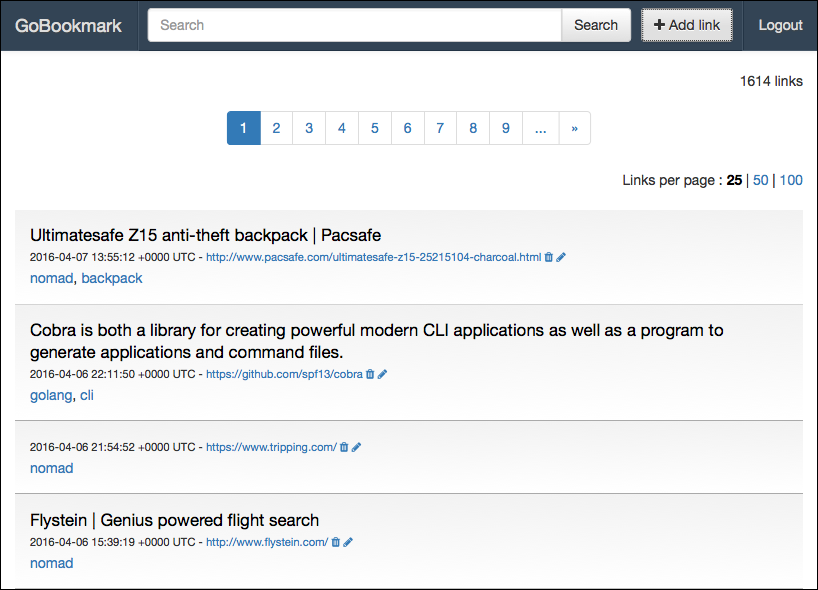 GoBookmark Search Search + Add link Logout
1614 links
1 2 3 4 5 6 7 8 9 ... »
Links per page : 25 | 50 | 100
Ultimatesafe Z15 anti-theft backpack | Pacsafe
2016-04-07 13:55:12 +0000 UTC - http://www.pacsafe.com/ultimatesafe-z15-25215104-charcoal.html
nomad, backpack
Cobra is both a library for creating powerful modern CLI applications as well as a program to
generate applications and command files.
2016-04-06 22:11:50 +0000 UTC - https://github.com/spf13/cobra
golang, cli
2016-04-06 21:54:52 +0000 UTC - https://www.tripping.com/
nomad
Flystein | Genius powered flight search
2016-04-06 15:39:19 +0000 UTC - http://www.flystein.com/
nomad